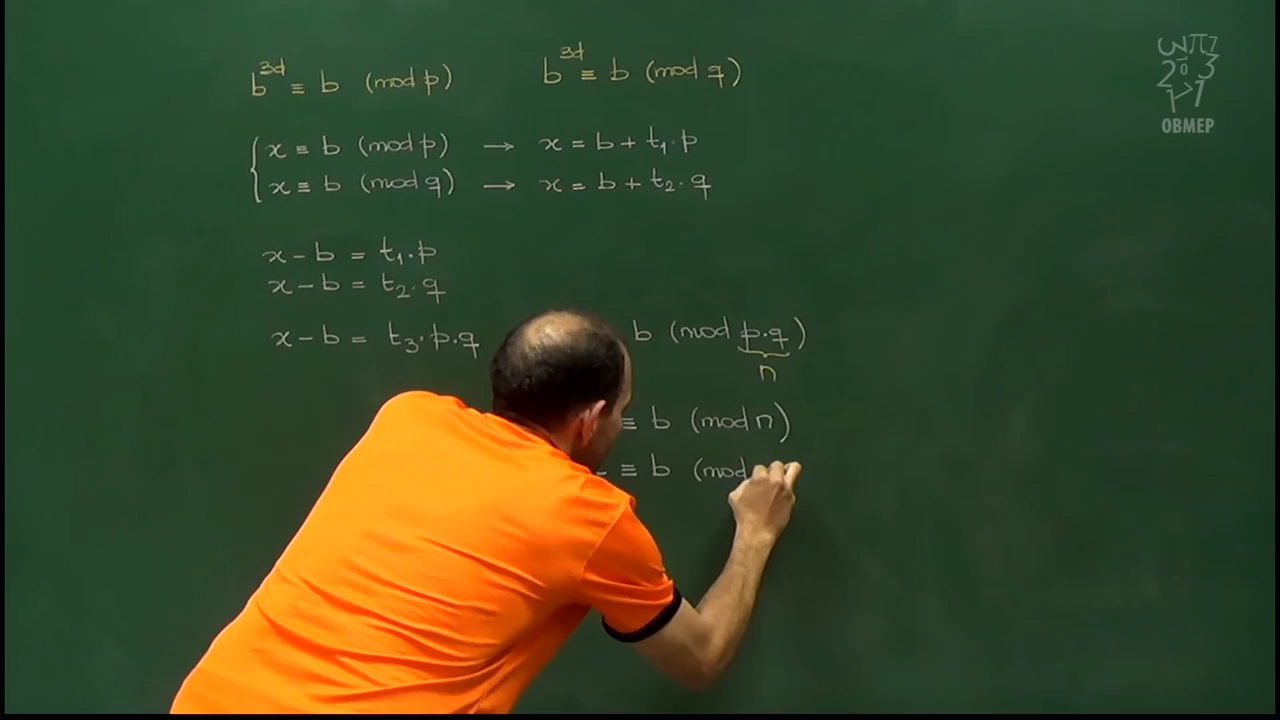 b^3d ≡ b (mod p) b^3d ≡ b (mod q)
x ≡ b (mod p) → x = b + t₁.p
x ≡ b (mod q) → x = b + t₂.q
x - b = t₁.p
x - b = t₂.q
x - b = t₃.p.q b (mod p.q)
n
≡ b (mod n)
≡ b (mod
OBMEP